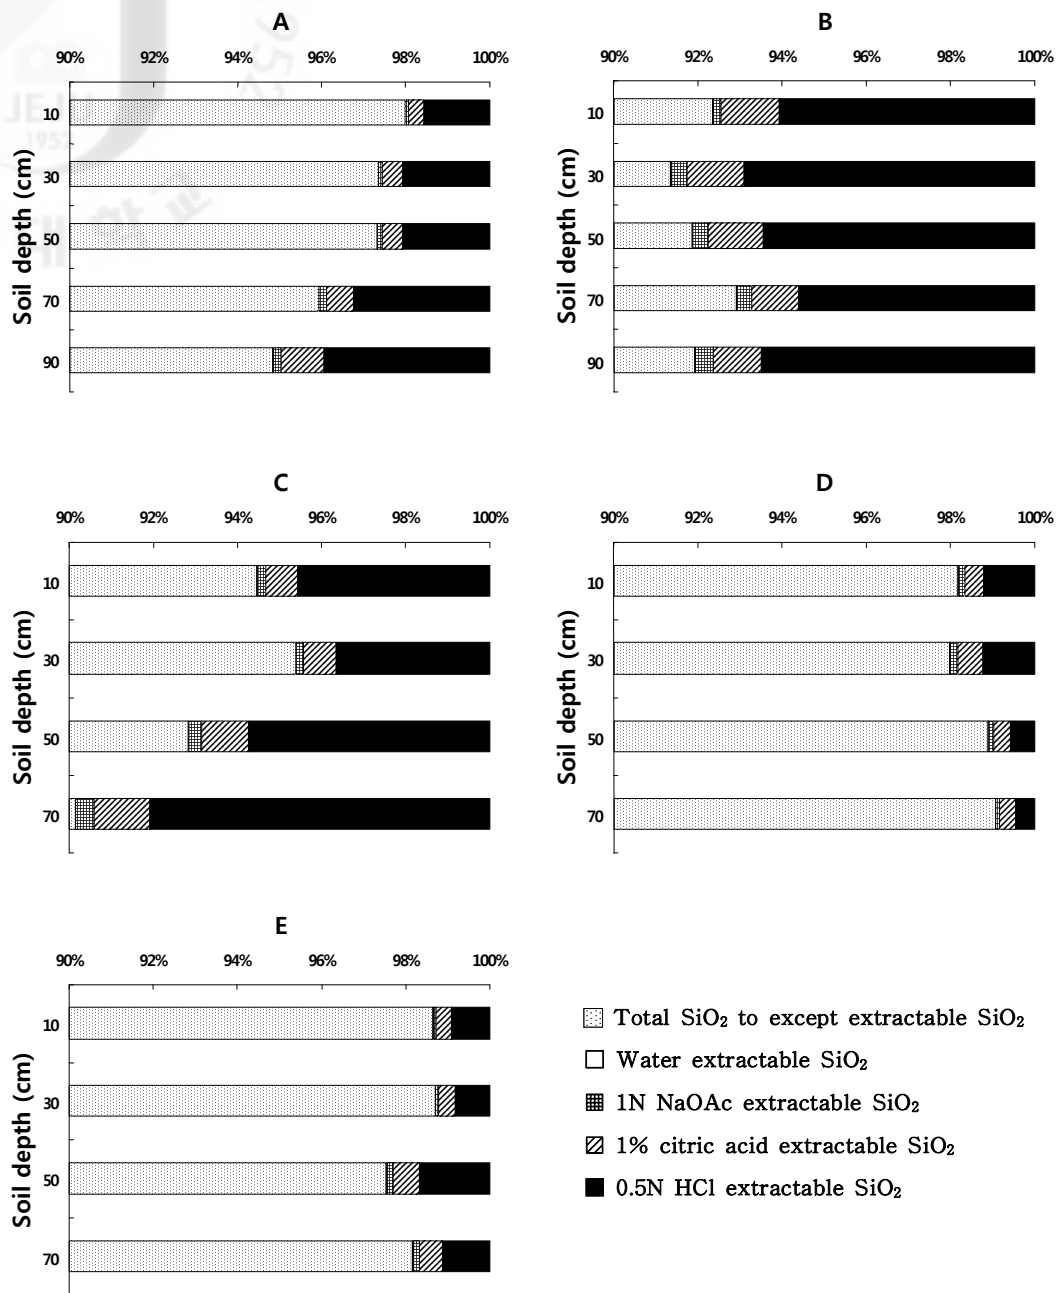 A
90% 92% 94% 96% 98% 100%
Soil depth (cm)
10
30
50
70
90
B
90% 92% 94% 96% 98% 100%
Soil depth (cm)
10
30
50
70
90
C
90% 92% 94% 96% 98% 100%
Soil depth (cm)
10
30
50
70
D
90% 92% 94% 96% 98% 100%
Soil depth (cm)
10
30
50
70
E
90% 92% 94% 96% 98% 100%
Soil depth (cm)
10
30
50
70
Total SiO₂ to except extractable SiO₂
Water extractable SiO₂
1N NaOAc extractable SiO₂
1% citric acid extractable SiO₂
0.5N HCl extractable SiO₂
JEJU
1952
1952